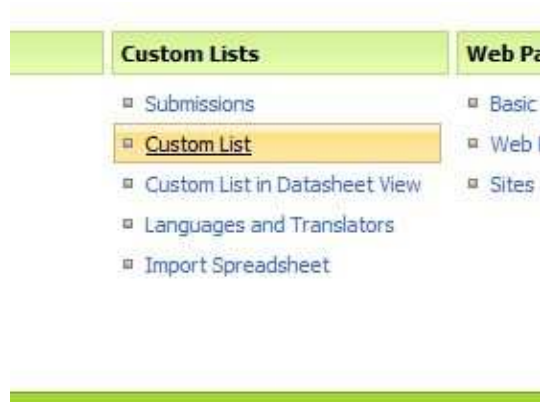 Custom Lists
Submissions
Custom List
Custom List in Datasheet View
Languages and Translators
Import Spreadsheet
Web Pa
Basic
Web
Sites